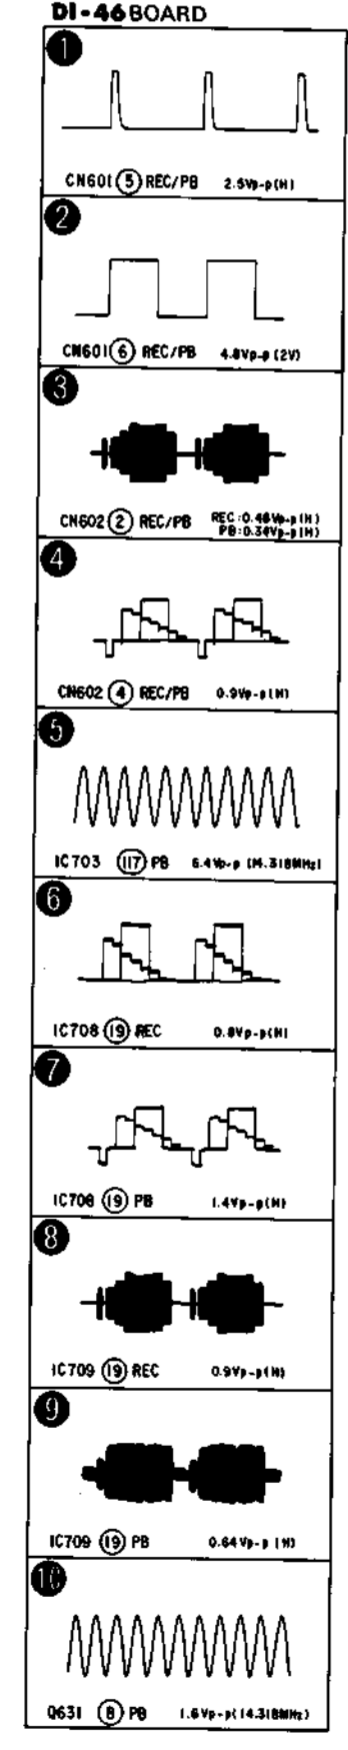 DI-46 BOARD
1
CN601 5 REC/PB 2.5Vp-p(H)
2
CN601 6 REC/PB 4.8Vp-p (2V)
3
CN602 2 REC/PB REC:0.46Vp-p(H)
PB:0.34Vp-p(H)
4
CN602 4 REC/PB 0.9Vp-p(H)
5
IC703 117 PB 6.4Vp-p (14.318MHz)
6
IC708 19 REC 0.8Vp-p(H)
7
IC708 19 PB 1.4Vp-p(H)
8
IC709 19 REC 0.9Vp-p(H)
9
IC709 19 PB 0.64Vp-p (H)
10
Q631 8 PB 1.6Vp-p(14.318MHz)